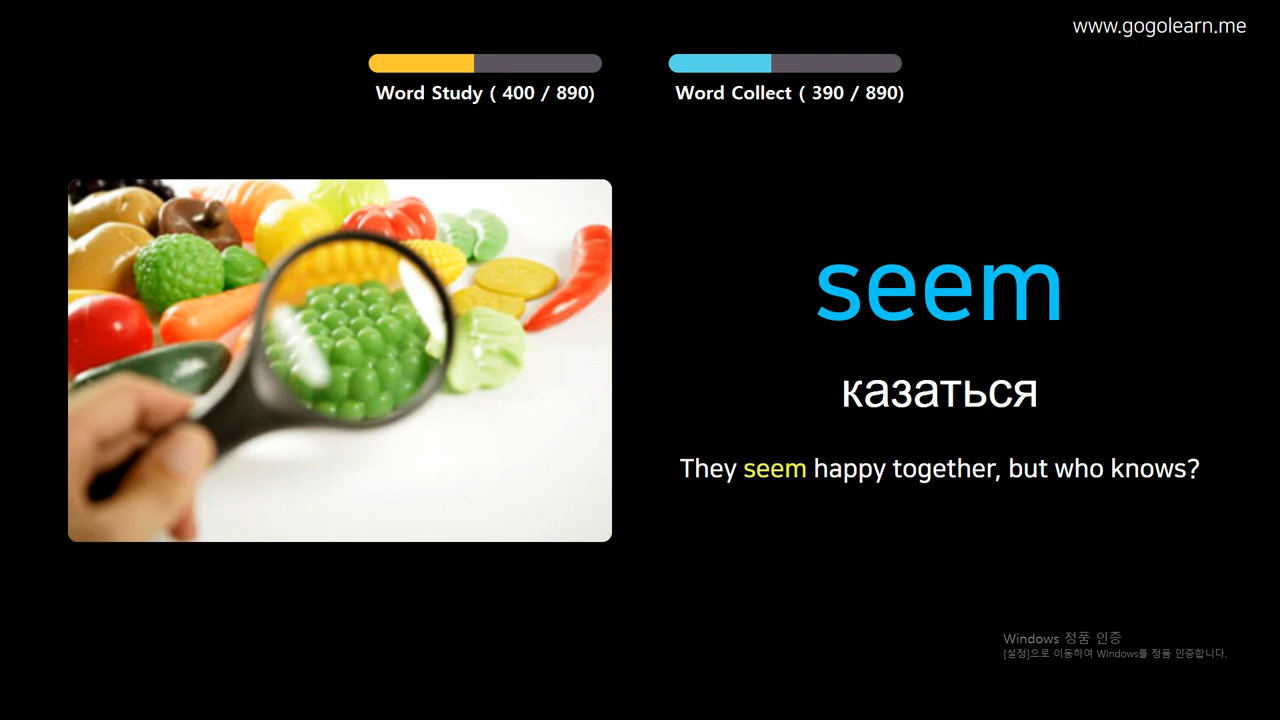 www.gogolearn.me
Word Study ( 400 / 890)
Word Collect ( 390 / 890)
seem
казаться
They seem happy together, but who knows?
Windows 정품 인증
[설정]으로 이동하여 Windows를 정품 인증합니다.